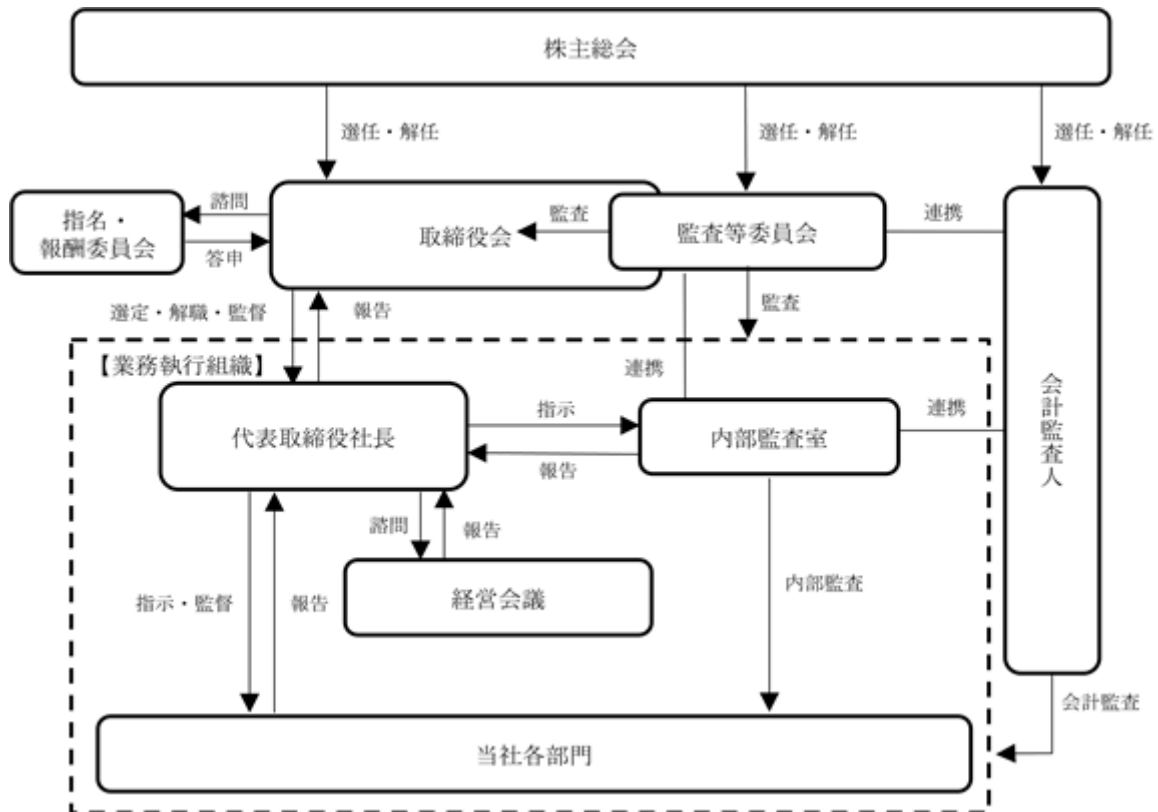 株主総会
選任・解任
選任・解任
選任・解任
指名・
報酬委員会
諮問
答申
取締役会
監査
監査等委員会
連携
選定・解職・監督
報告
監査
【業務執行組織】
連携
代表取締役社長
指示
報告
内部監査室
連携
会計監査人
諮問
報告
経営会議
指示・監督
報告
内部監査
会計監査
当社各部門